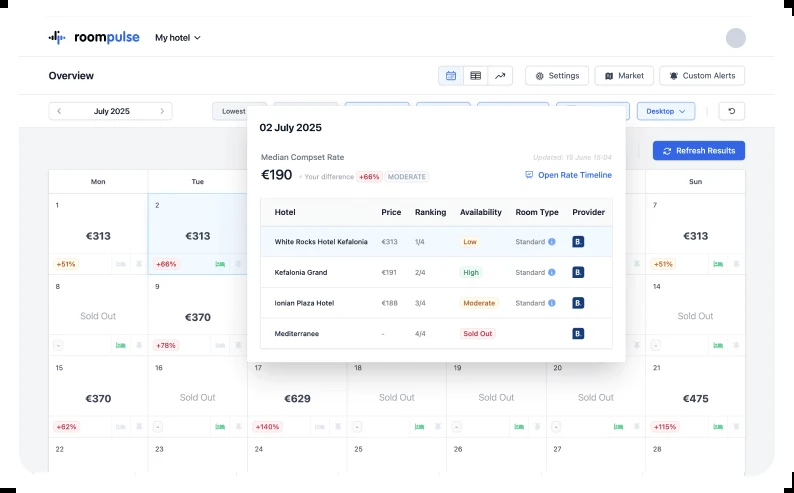 roompulse My hotel
Overview Settings Market Custom Alerts
July 2025 Lowest Desktop
Refresh Results
Mon Tue Sun
1 2 7
€313 €313 €313
+51% +66% +51%
8 9 14
Sold Out €370 Sold Out
- +78% -
02 July 2025
Median Compset Rate Updated: 15 June 15:04
€190 Your difference +66% MODERATE Open Rate Timeline
Hotel Price Ranking Availability Room Type Provider
White Rocks Hotel Kefalonia €313 1/4 Low Standard B.
Kefalonia Grand €191 2/4 High Standard B.
Ionian Plaza Hotel €188 3/4 Moderate Standard B.
Mediterranee - 4/4 Sold Out B.
15 16 17 18 19 20 21
€370 Sold Out €629 Sold Out Sold Out Sold Out €475
+62% - +140% - - - +115%
22 23 24 25 26 27 28